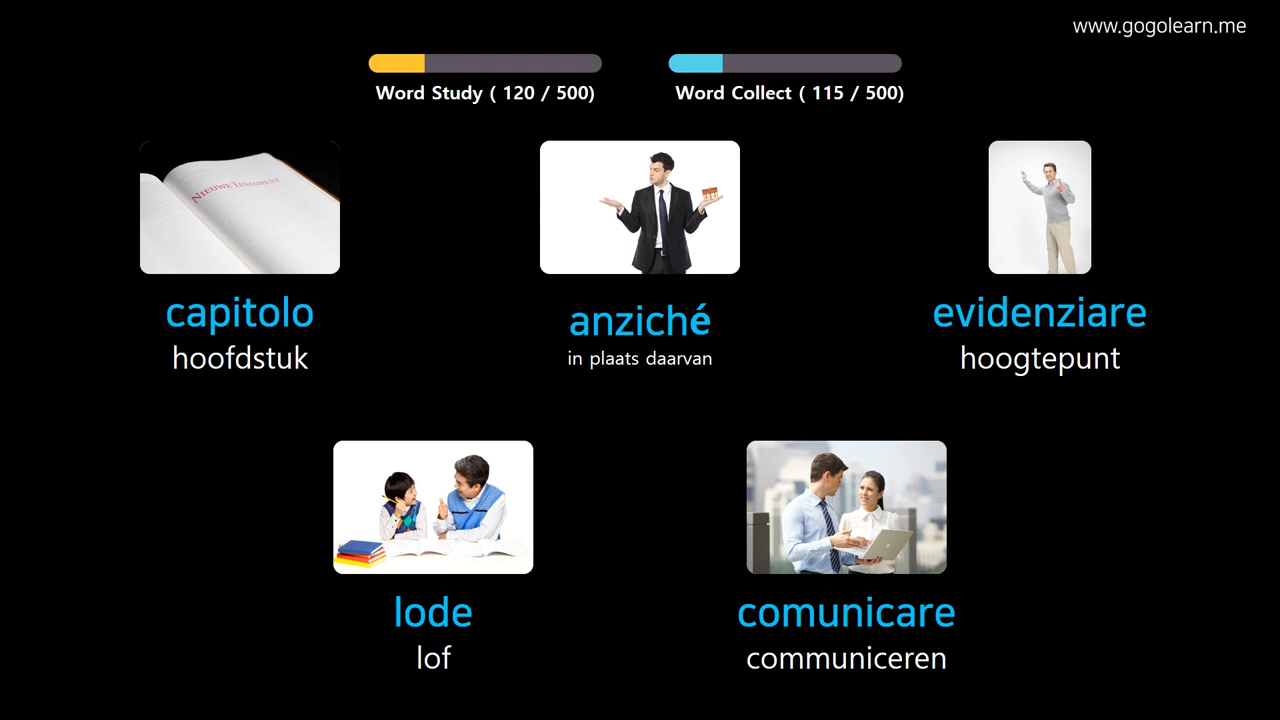 www.gogolearn.me
Word Study ( 120 / 500)
Word Collect ( 115 / 500)
NIEUWE TESTAMENT
capitolo
hoofdstuk
anziché
in plaats daarvan
evidenziare
hoogtepunt
lode
lof
comunicare
communiceren